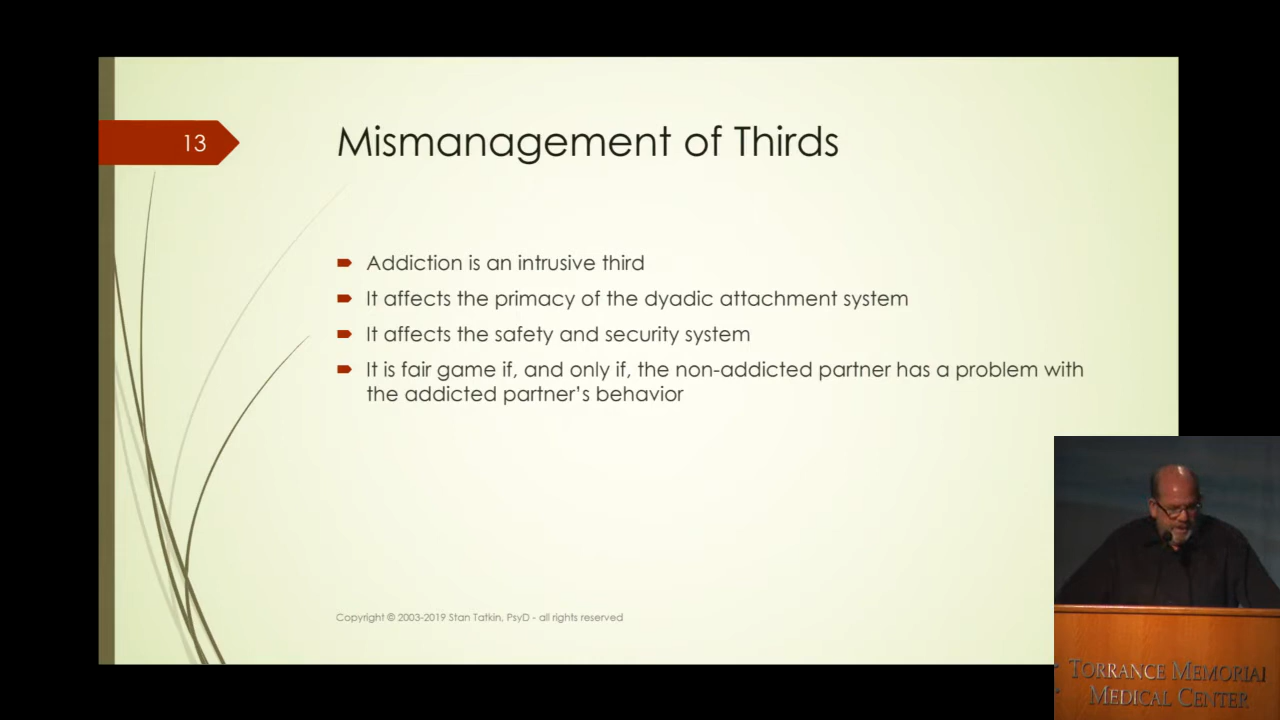 13
Mismanagement of Thirds
Addiction is an intrusive third
It affects the primacy of the dyadic attachment system
It affects the safety and security system
It is fair game if, and only if, the non-addicted partner has a problem with
the addicted partner's behavior
Copyright © 2003-2019 Stan Tatkin, PsyD - all rights reserved
TORRANCE MEMORIAL
MEDICAL CENTER